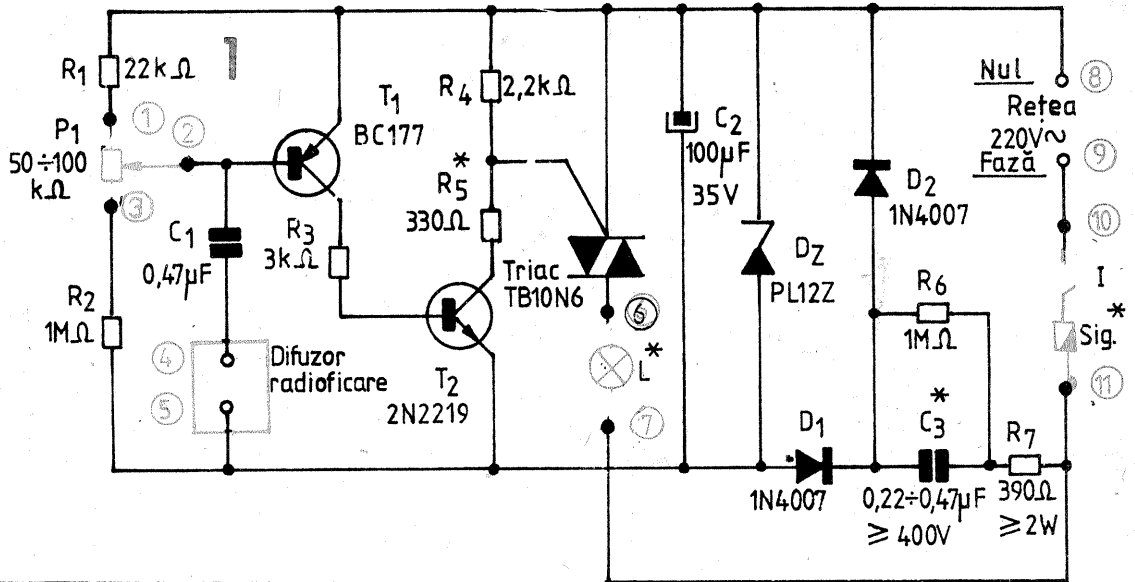 1
R1 22kΩ
①
P1
50÷100
kΩ
②
③
C1
0,47µF
R2
1MΩ
④
⑤
Difuzor
radioficare
T1
BC177
R3
3kΩ
R4 2,2kΩ
*
R5
330Ω
T2
2N2219
Triac
TB10N6
⑥
L*
⑦
C2
100µF
35V
DZ
PL12Z
D2
1N4007
R6
1MΩ
D1
1N4007
*
C3
0,22÷0,47µF
≥ 400V
R7
390Ω
≥2W
Nul
⑧
Rețea
220V~
Fază
⑨
⑩
I
*
Sig.
⑪